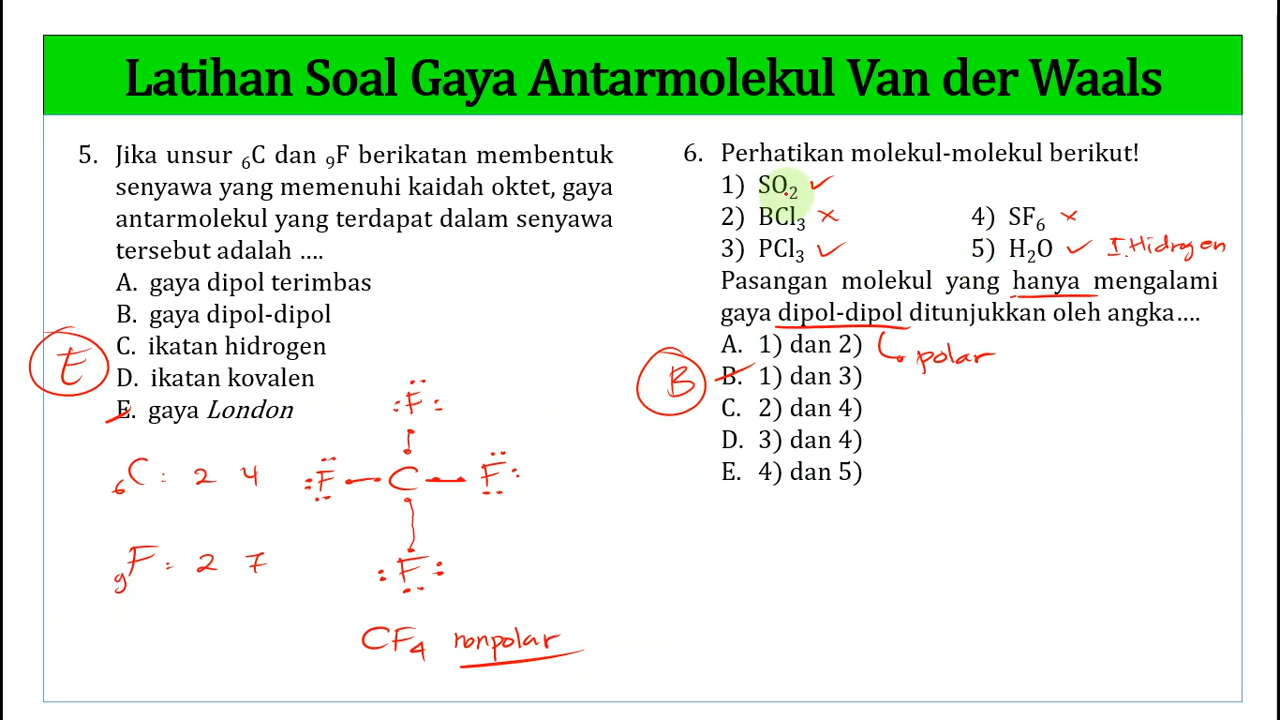 Latihan Soal Gaya Antarmolekul Van der Waals
5. Jika unsur ₆C dan ₉F berikatan membentuk
senyawa yang memenuhi kaidah oktet, gaya
antarmolekul yang terdapat dalam senyawa
tersebut adalah ....
A. gaya dipol terimbas
B. gaya dipol-dipol
C. ikatan hidrogen
D. ikatan kovalen
E. gaya London
E
₆C : 2 4
₉F : 2 7
F
F C F
F
CF₄ nonpolar
6. Perhatikan molekul-molekul berikut!
1) SO₂ ✓
2) BCl₃ ×
4) SF₆ ×
3) PCl₃ ✓
5) H₂O ✓ I.Hidrogen
Pasangan molekul yang hanya mengalami
gaya dipol-dipol ditunjukkan oleh angka....
A. 1) dan 2)
polar
B. 1) dan 3)
C. 2) dan 4)
D. 3) dan 4)
E. 4) dan 5)
B